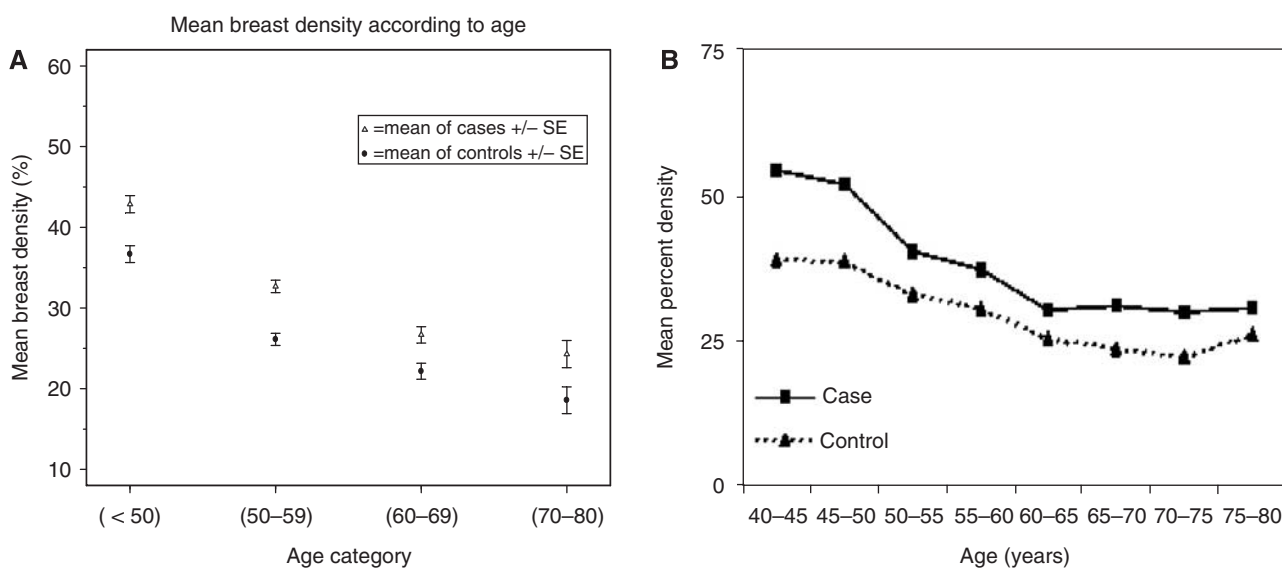 Mean breast density according to age
A
60
50
40
30
20
10
Mean breast density (%)
=mean of cases +/– SE
=mean of controls +/– SE
( < 50) (50–59) (60–69) (70–80)
Age category
B
75
50
25
0
Mean percent density
Case
Control
40–45 45–50 50–55 55–60 60–65 65–70 70–75 75–80
Age (years)